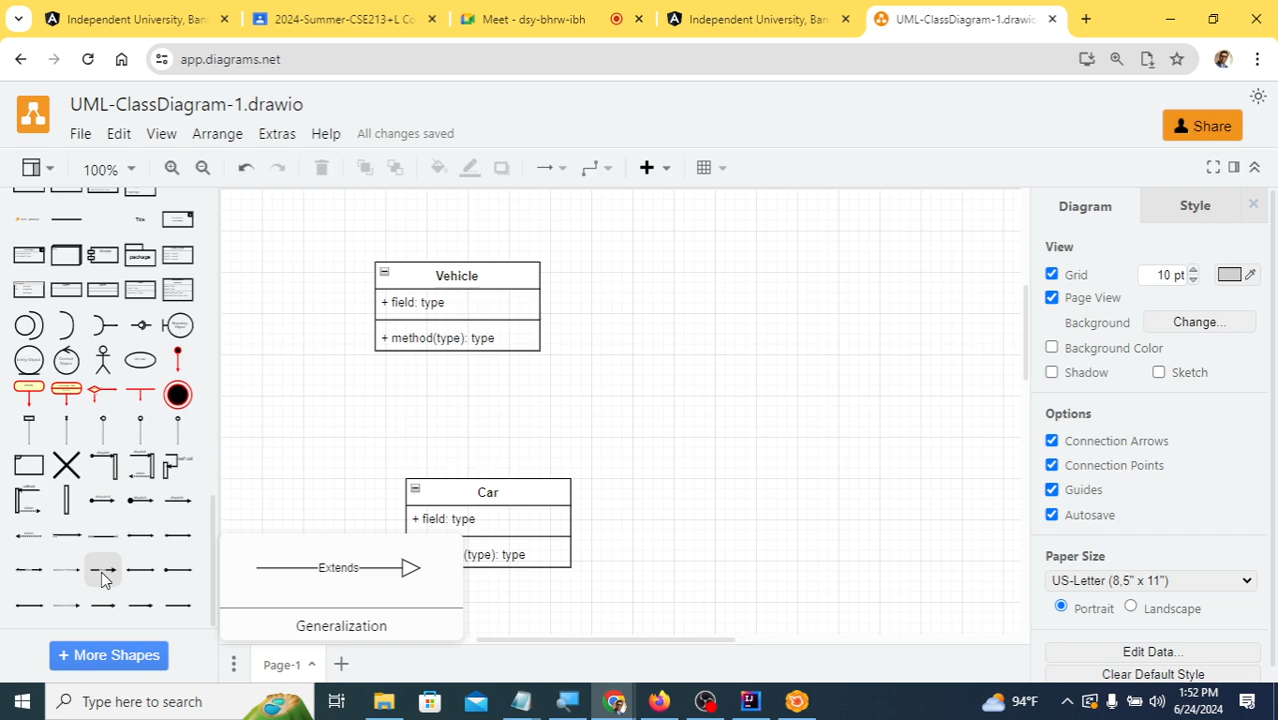 Independent University, Ban
2024-Summer-CSE213+L Co
Meet - dsy-bhrw-ibh
Independent University, Ban
UML-ClassDiagram-1.drawio
app.diagrams.net
UML-ClassDiagram-1.drawio
File Edit View Arrange Extras Help All changes saved
Share
100%
Diagram Style
View
Grid 10 pt
Page View
Background Change...
Background Color
Shadow Sketch
Options
Connection Arrows
Connection Points
Guides
Autosave
Paper Size
US-Letter (8,5" x 11")
Portrait Landscape
Edit Data...
Clear Default Style
Title
package
Vehicle
+ field: type
+ method(type): type
Car
+ field: type
(type): type
Extends
Generalization
+ More Shapes
Page-1
Type here to search
94°F
1:52 PM
6/24/2024